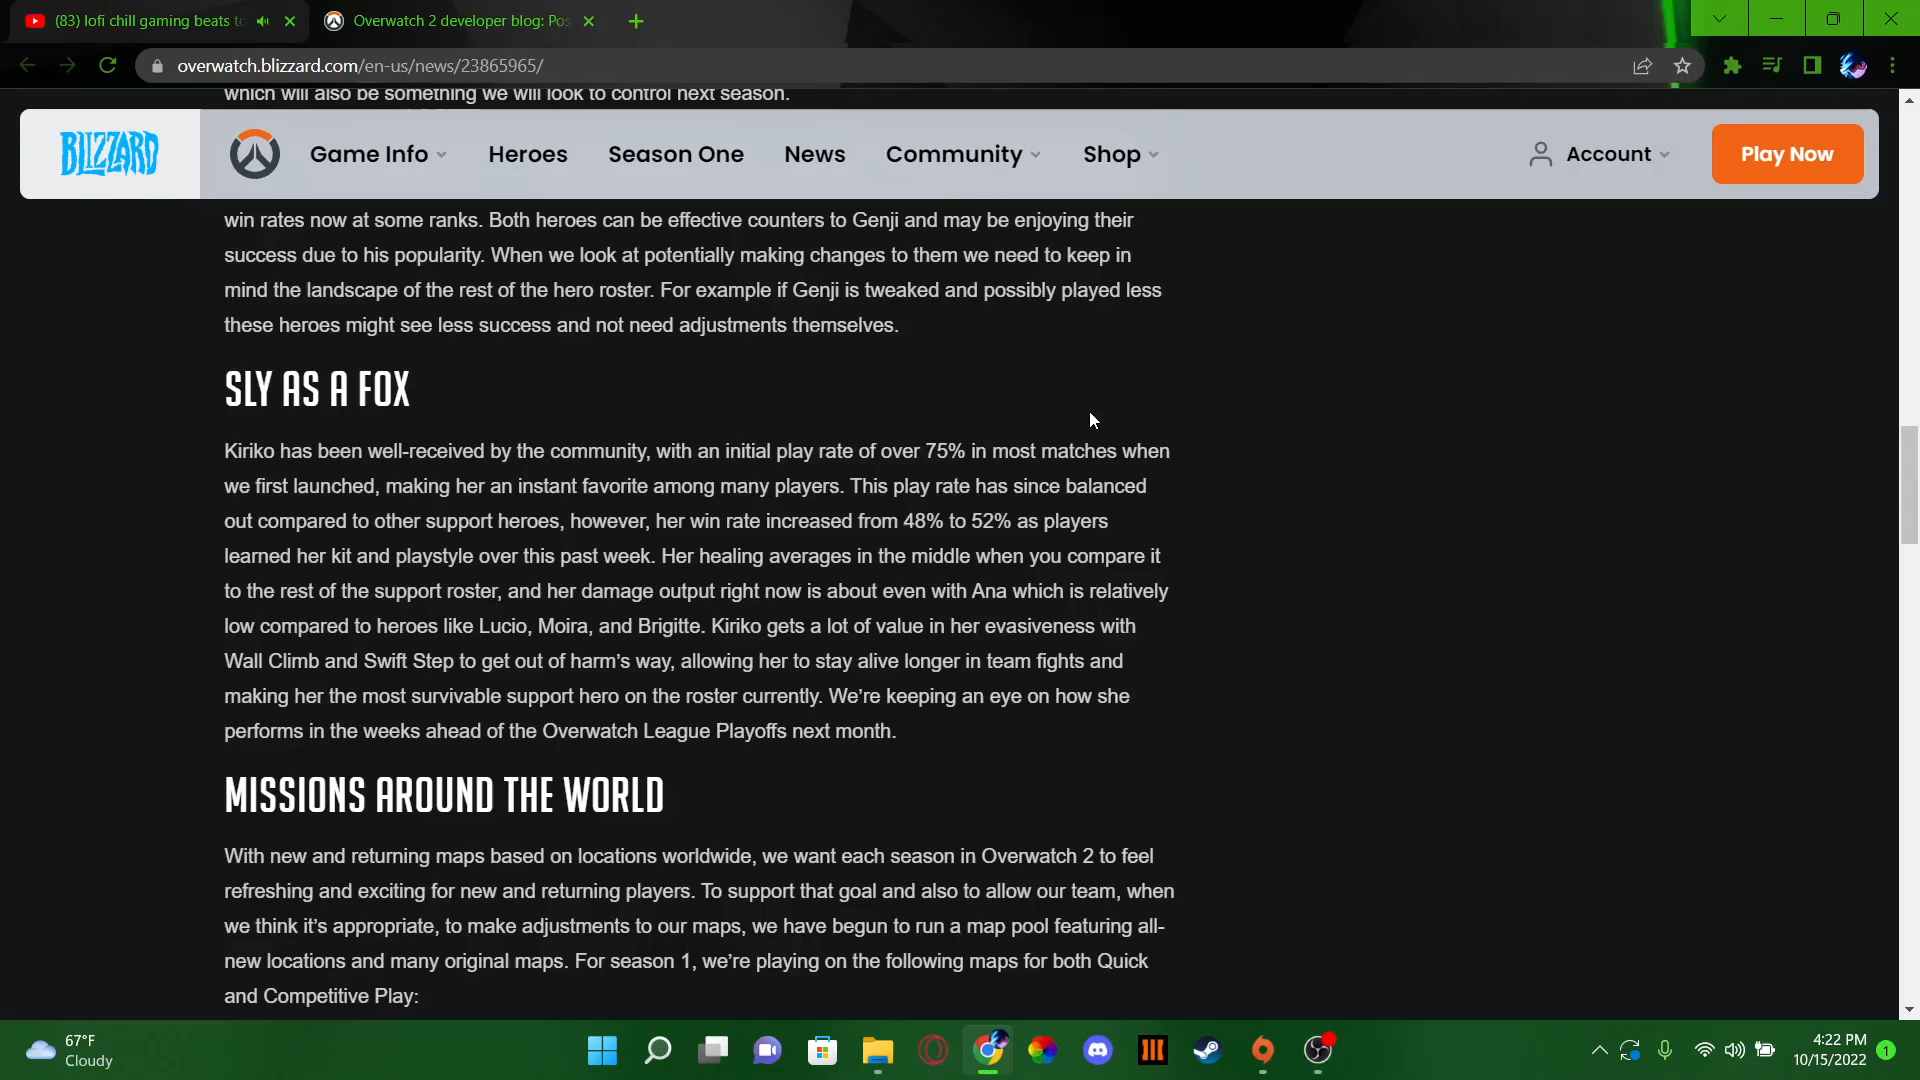 (83) lofi chill gaming beats to
Overwatch 2 developer blog: Pos
overwatch.blizzard.com/en-us/news/23865965/
which will also be something we will look to control next season.
BLIZZARD
Game Info
Heroes
Season One
News
Community
Shop
Account
Play Now
win rates now at some ranks. Both heroes can be effective counters to Genji and may be enjoying their
success due to his popularity. When we look at potentially making changes to them we need to keep in
mind the landscape of the rest of the hero roster. For example if Genji is tweaked and possibly played less
these heroes might see less success and not need adjustments themselves.
SLY AS A FOX
Kiriko has been well-received by the community, with an initial play rate of over 75% in most matches when
we first launched, making her an instant favorite among many players. This play rate has since balanced
out compared to other support heroes, however, her win rate increased from 48% to 52% as players
learned her kit and playstyle over this past week. Her healing averages in the middle when you compare it
to the rest of the support roster, and her damage output right now is about even with Ana which is relatively
low compared to heroes like Lucio, Moira, and Brigitte. Kiriko gets a lot of value in her evasiveness with
Wall Climb and Swift Step to get out of harm’s way, allowing her to stay alive longer in team fights and
making her the most survivable support hero on the roster currently. We’re keeping an eye on how she
performs in the weeks ahead of the Overwatch League Playoffs next month.
MISSIONS AROUND THE WORLD
With new and returning maps based on locations worldwide, we want each season in Overwatch 2 to feel
refreshing and exciting for new and returning players. To support that goal and also to allow our team, when
we think it’s appropriate, to make adjustments to our maps, we have begun to run a map pool featuring all-
new locations and many original maps. For season 1, we’re playing on the following maps for both Quick
and Competitive Play:
67°F
Cloudy
4:22 PM
10/15/2022
1